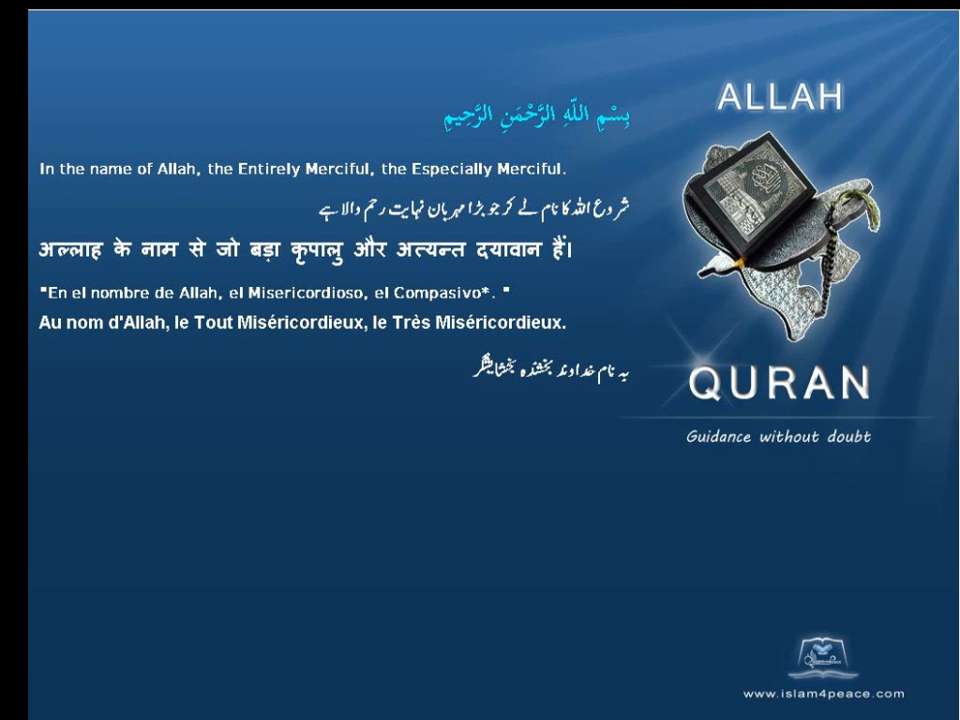 بِسْمِ اللّهِ الرَّحْمَنِ الرَّحِيمِ
In the name of Allah, the Entirely Merciful, the Especially Merciful.
شروع اللہ کا نام لے کر جو بڑا مہربان نہایت رحم والا ہے
अल्लाह के नाम से जो बड़ा कृपालु और अत्यन्त दयावान हैं।
"En el nombre de Allah, el Misericordioso, el Compasivo*. "
Au nom d'Allah, le Tout Miséricordieux, le Très Miséricordieux.
به نام خداوند بخشنده بخشایشگر
ALLAH
QURAN
Guidance without doubt
www.islam4peace.com